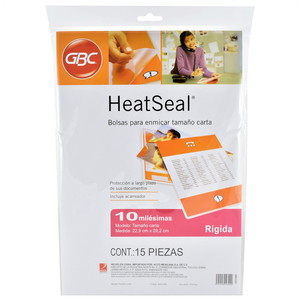 GBC
HeatSeal®
Bolsas para enmicar tamaño carta
Protección a largo plazo
de sus documentos
Incluye acarreador
10 milésimas
Modelo: Tamaño carta
Medida: 22,9 cm x 29,2 cm
Rígida
CONT.: 15 PIEZAS